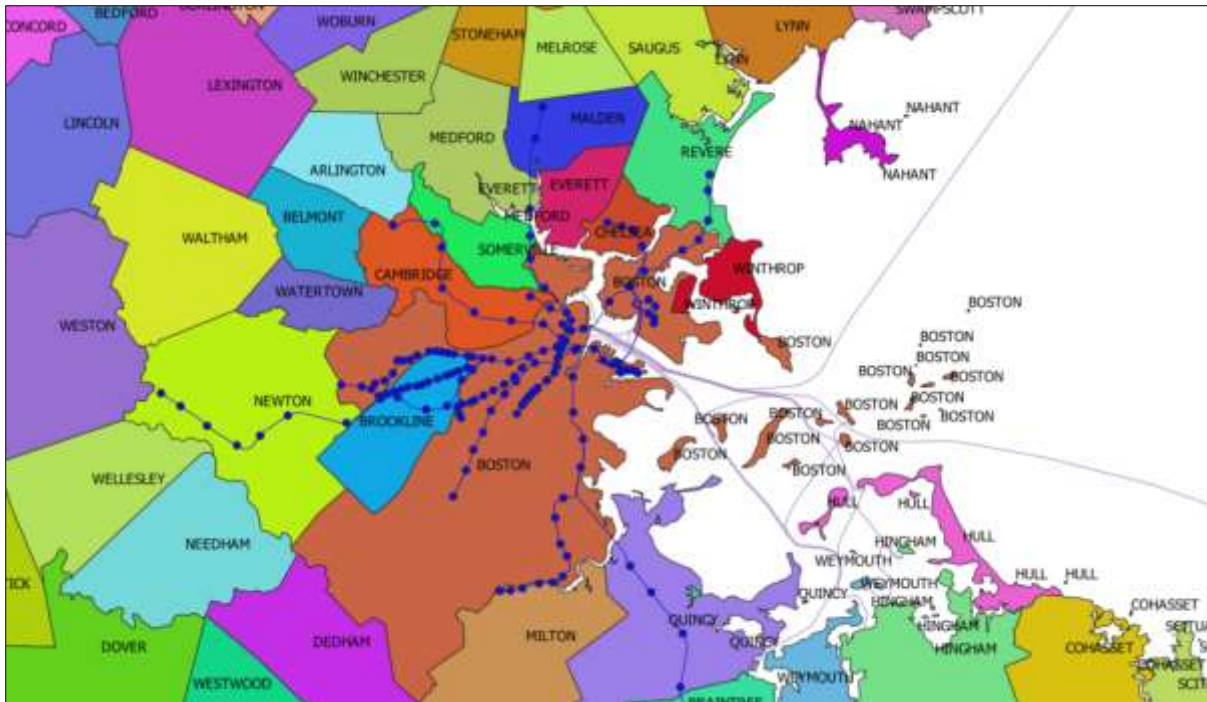 BEDFORD
WOBURN
STONEHAM
LYNN
SWAMPSCOTT
CONCORD
MELROSE
SAUGUS
LYNN
WINCHESTER
LEXINGTON
NAHANT
LINCOLN
MEDFORD
MALDEN
NAHANT
REVERE
ARLINGTON
NAHANT
EVERETT
EVERETT
BELMONT
MEDFORD
CHELSEA
WALTHAM
SOMERVILLE
CAMBRIDGE
WINTHROP
BOSTON
WATERTOWN
WINTHROP
BOSTON
WESTON
BOSTON
BOSTON
BOSTON
BOSTON
BOSTON
NEWTON
BOSTON
BOSTON
BOSTON
BROOKLINE
BOSTON
BOSTON
BOSTON
BOSTON
BOSTON
BOSTON
BOSTON
BOSTON
WELLESLEY
HULL
HULL
HULL
NEEDHAM
HINGHAM
WEYMOUTH
HULL
HULL
WEYMOUTH
QUINCY
HINGHAM
COHASSET
QUINCY
HINGHAM
DEDHAM
MILTON
QUINCY
DOVER
COHASSET
HINGHAM
COHASSET
WESTWOOD
WEYMOUTH